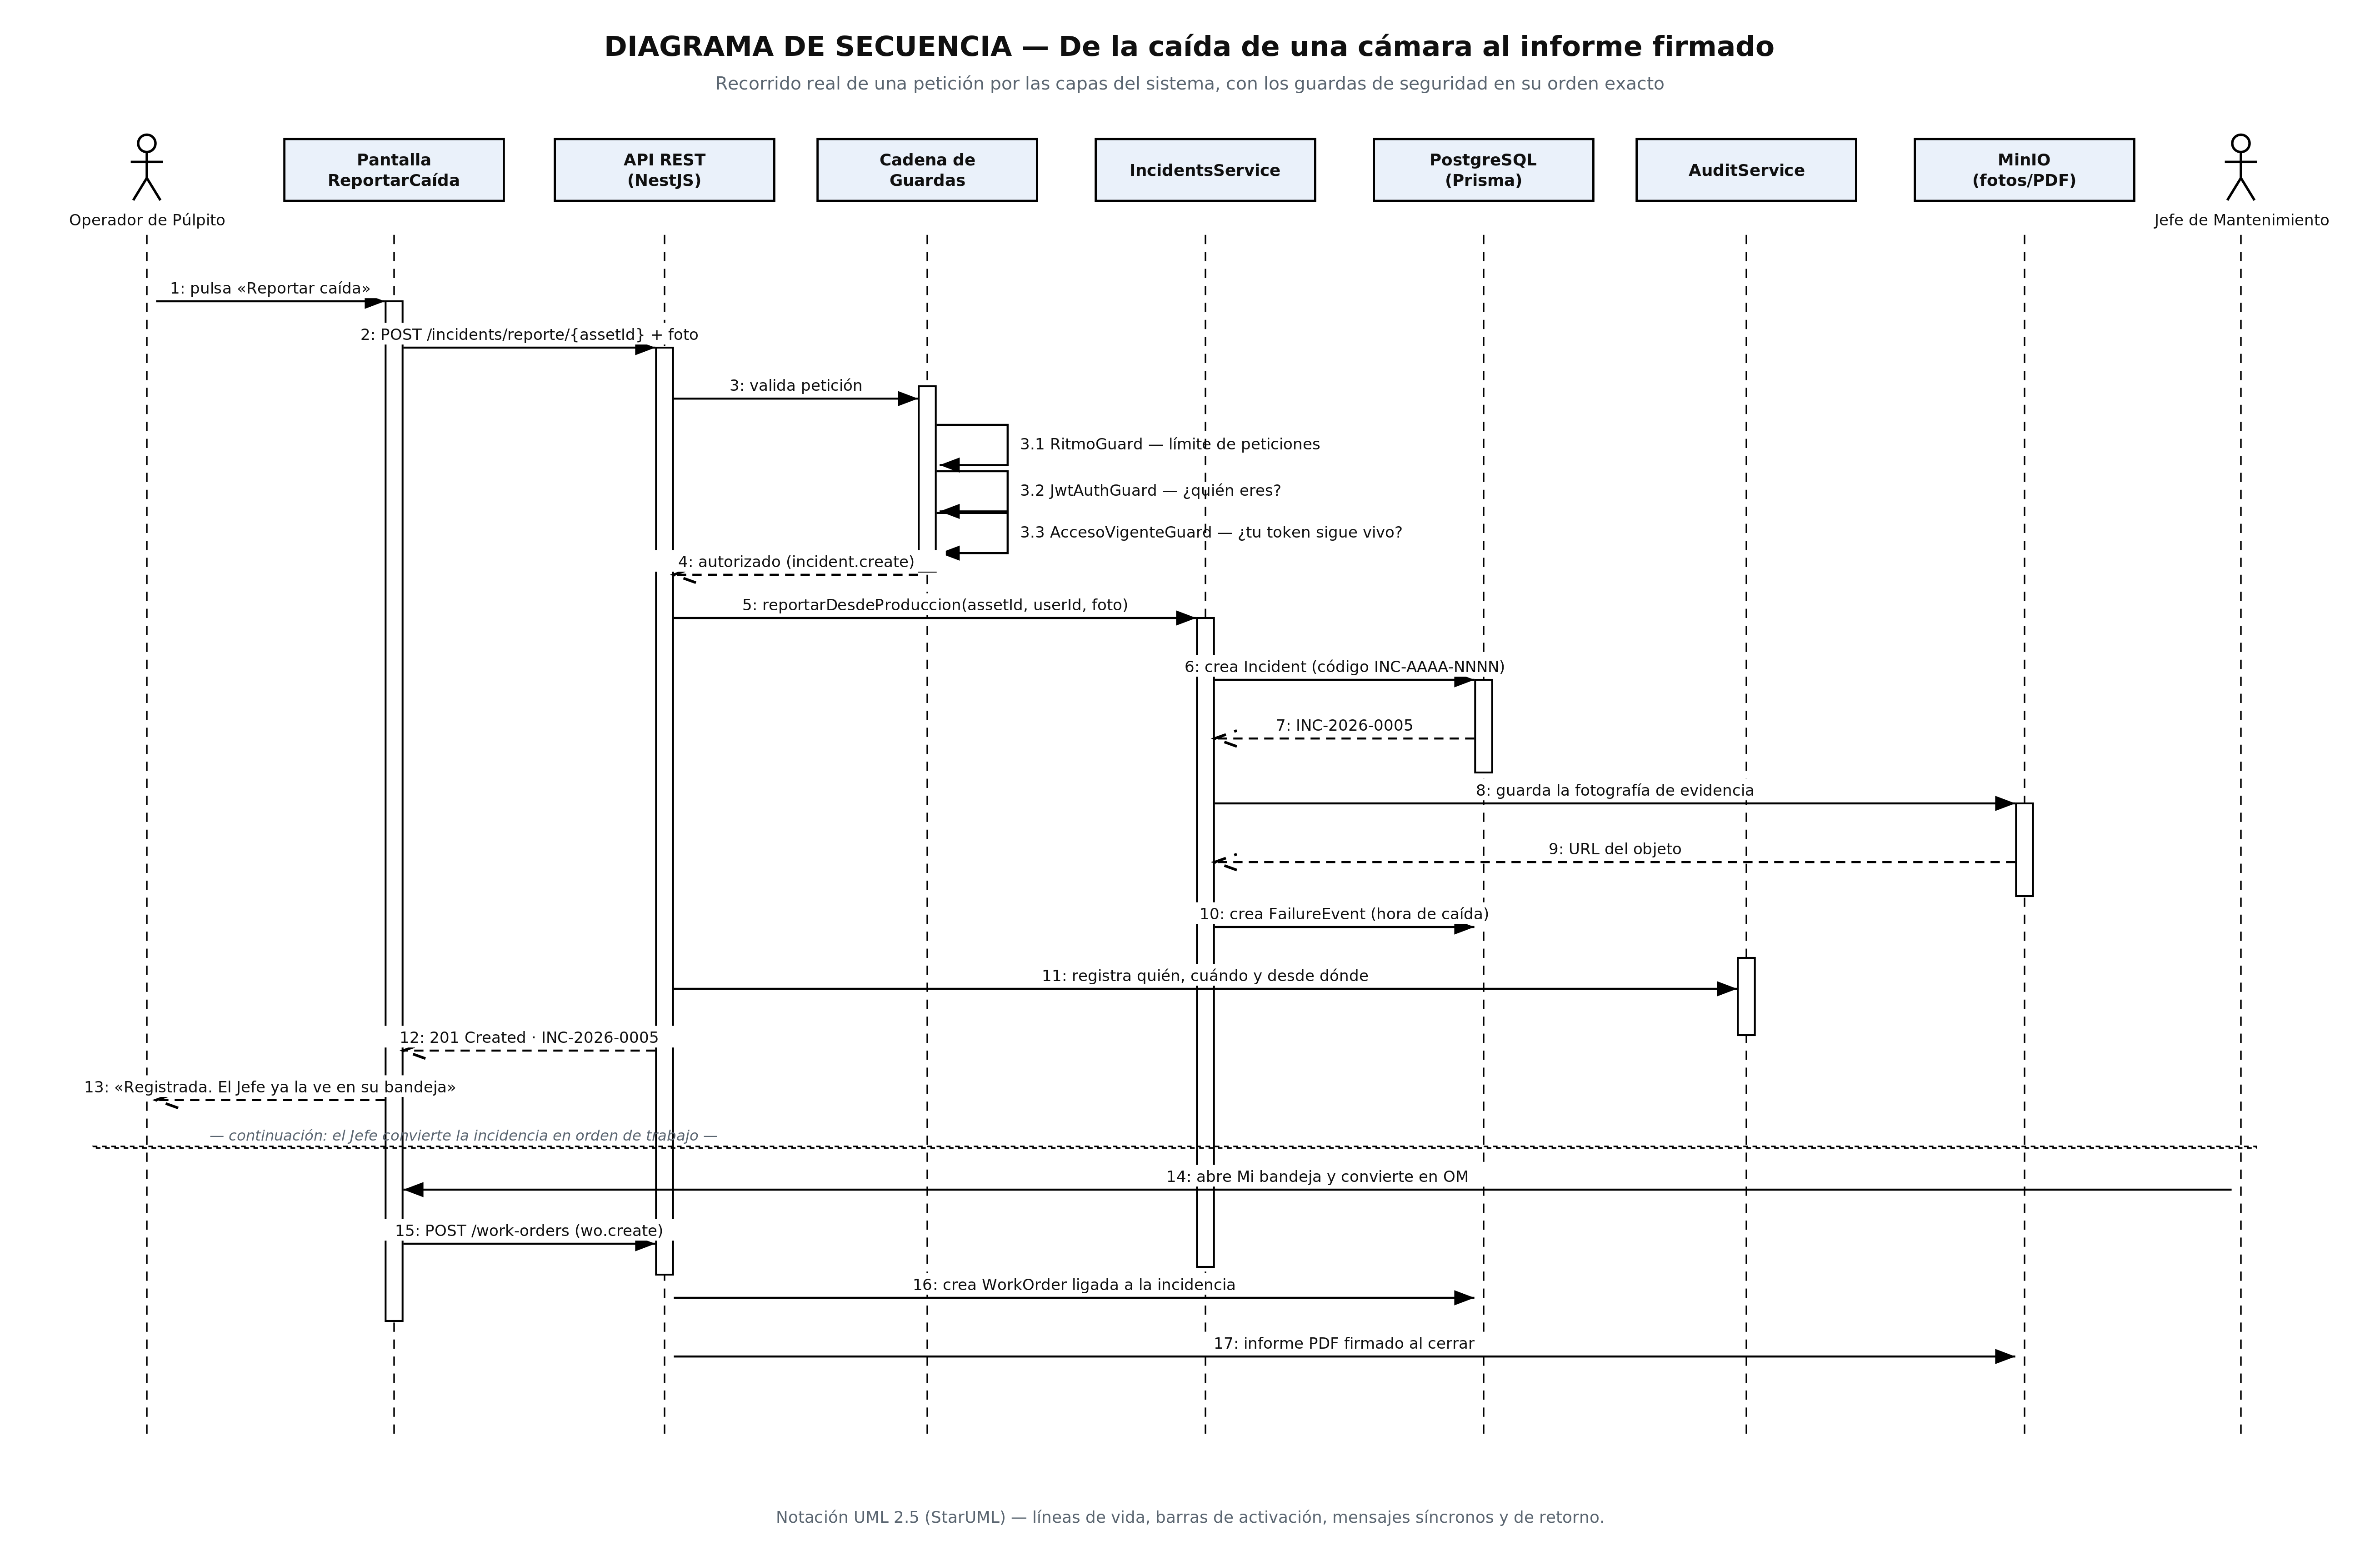 DIAGRAMA DE SECUENCIA — De la caída de una cámara al informe firmado
Recorrido real de una petición por las capas del sistema, con los guardas de seguridad en su orden exacto
Operador de Púlpito
Pantalla
ReportarCaída
API REST
(NestJS)
Cadena de
Guardas
IncidentsService
PostgreSQL
(Prisma)
AuditService
MinIO
(fotos/PDF)
Jefe de Mantenimiento
1: pulsa «Reportar caída»
2: POST /incidents/reporte/{assetId} + foto
3: valida petición
3.1 RitmoGuard — límite de peticiones
3.2 JwtAuthGuard — ¿quién eres?
3.3 AccesoVigenteGuard — ¿tu token sigue vivo?
4: autorizado (incident.create)
5: reportarDesdeProduccion(assetId, userId, foto)
6: crea Incident (código INC-AAAA-NNNN)
7: INC-2026-0005
8: guarda la fotografía de evidencia
9: URL del objeto
10: crea FailureEvent (hora de caída)
11: registra quién, cuándo y desde dónde
12: 201 Created · INC-2026-0005
13: «Registrada. El Jefe ya la ve en su bandeja»
— continuación: el Jefe convierte la incidencia en orden de trabajo —
14: abre Mi bandeja y convierte en OM
15: POST /work-orders (wo.create)
16: crea WorkOrder ligada a la incidencia
17: informe PDF firmado al cerrar
Notación UML 2.5 (StarUML) — líneas de vida, barras de activación, mensajes síncronos y de retorno.